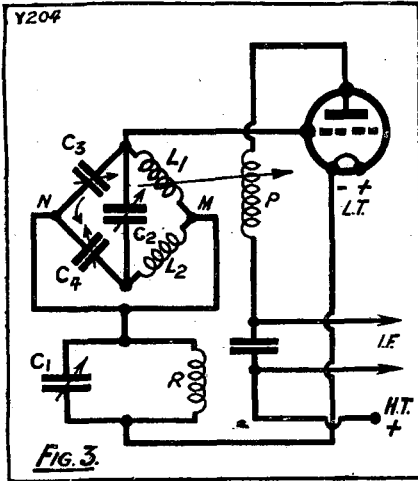 Y204
C3
L1
N
M
C2
C4
L2
P
- +
L.T.
I.F.
C1
R
H.T.
+
FIG. 3.